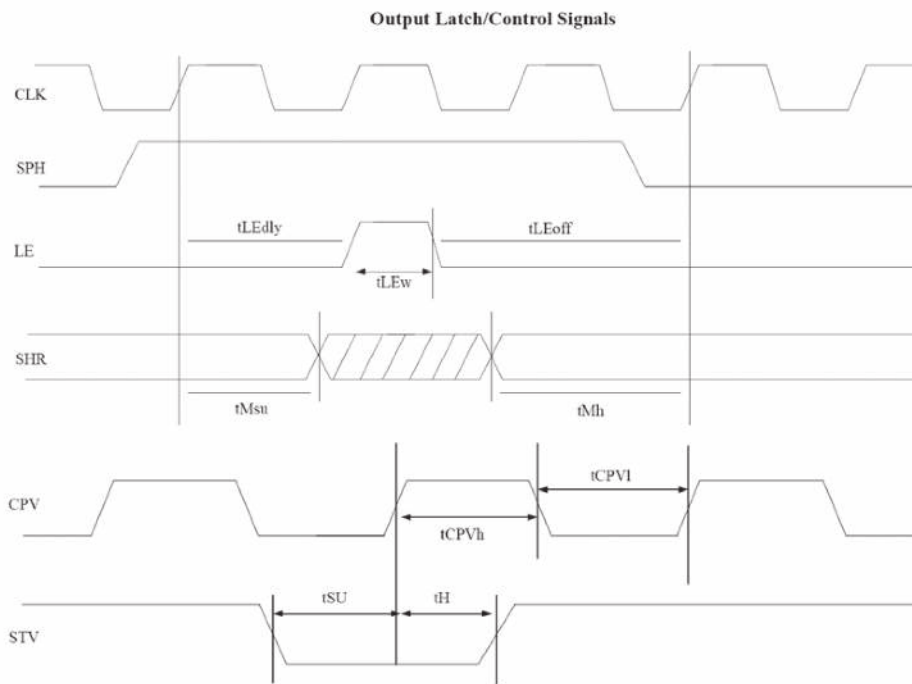 Output Latch/Control Signals
CLK
SPH
tLEdly
tLEoff
LE
tLEw
SHR
tMsu
tMh
tCPVl
CPV
tCPVh
tSU
tH
STV